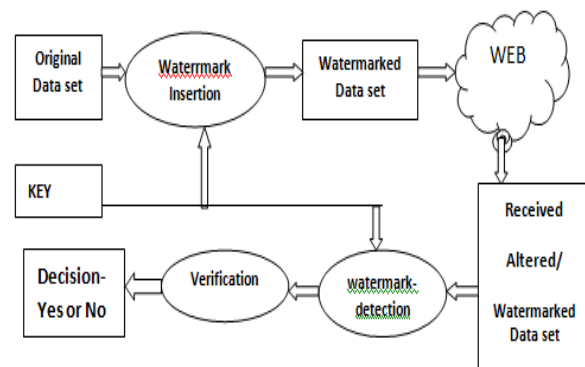 Original
Data set
Waterrmark
Insertion
Watermarked
Data set
WEB
KEY
Received
Altered/
Watermarked
Data set
Decision-
Yes or No
Verification
watermark-
detection